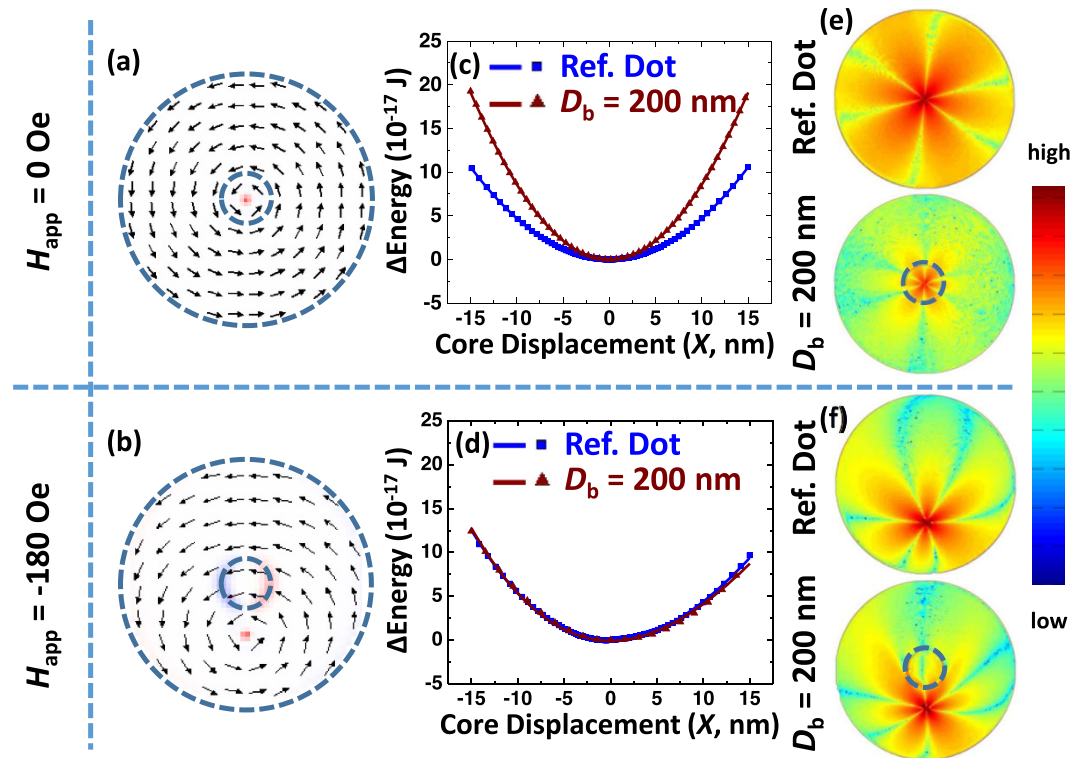 H_app = 0 Oe
(a)
(c)
Ref. Dot
D_b = 200 nm
ΔEnergy (10^-17 J)
25
20
15
10
5
0
-5
-15 -10 -5 0 5 10 15
Core Displacement (X, nm)
(e)
Ref. Dot
D_b = 200 nm
high
low
H_app = -180 Oe
(b)
(d)
Ref. Dot
D_b = 200 nm
ΔEnergy (10^-17 J)
25
20
15
10
5
0
-5
-15 -10 -5 0 5 10 15
Core Displacement (X, nm)
(f)
Ref. Dot
D_b = 200 nm